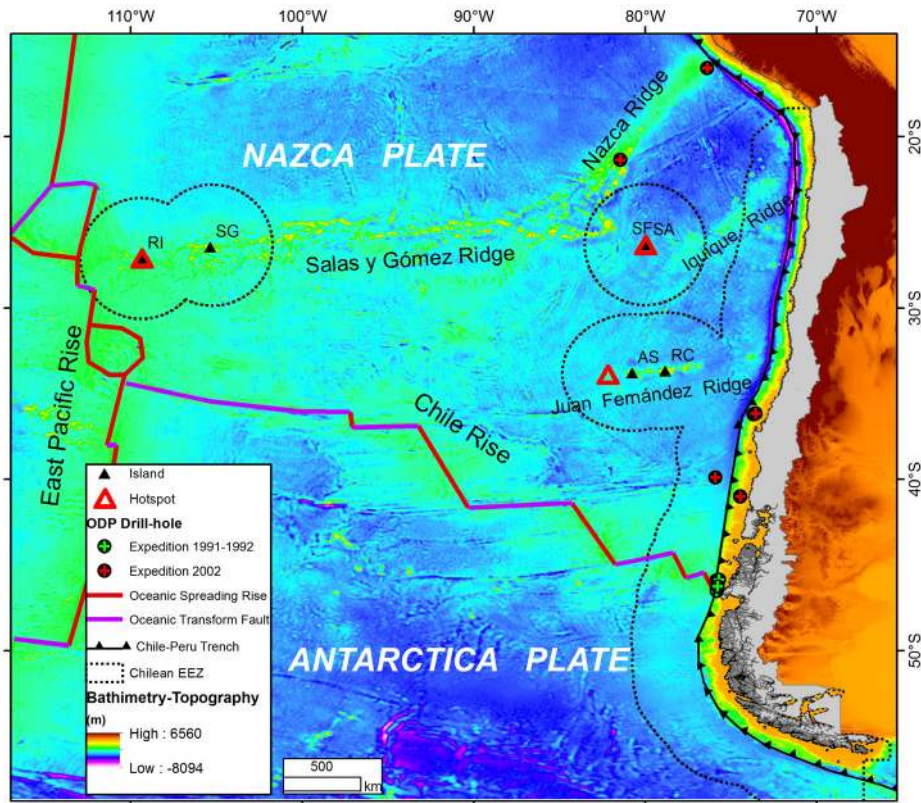 110°W 100°W 90°W 80°W 70°W
20°S
Nazca Ridge
NAZCA PLATE
RI SG SFSA
Iquique Ridge
Salas y Gómez Ridge
30°S
AS RC
Juan Fernández Ridge
East Pacific Rise
Chile Rise
40°S
Island
Hotspot
ODP Drill-hole
Expedition 1991-1992
Expedition 2002
Oceanic Spreading Rise
Oceanic Transform Fault
Chile-Peru Trench
Chilean EEZ
Bathimetry-Topography
(m)
High : 6560
Low : -8094
ANTARCTICA PLATE
50°S
500
km